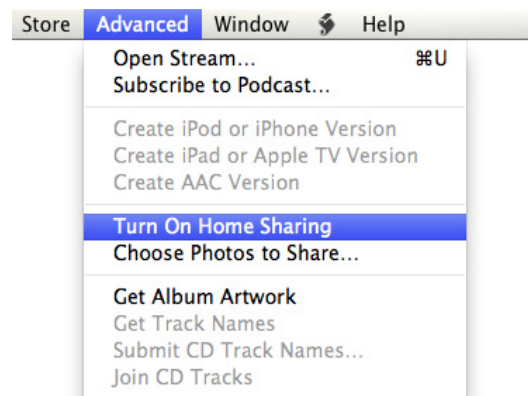 Store Advanced Window Help
Open Stream... ⌘U
Subscribe to Podcast...
Create iPod or iPhone Version
Create iPad or Apple TV Version
Create AAC Version
Turn On Home Sharing
Choose Photos to Share...
Get Album Artwork
Get Track Names
Submit CD Track Names...
Join CD Tracks